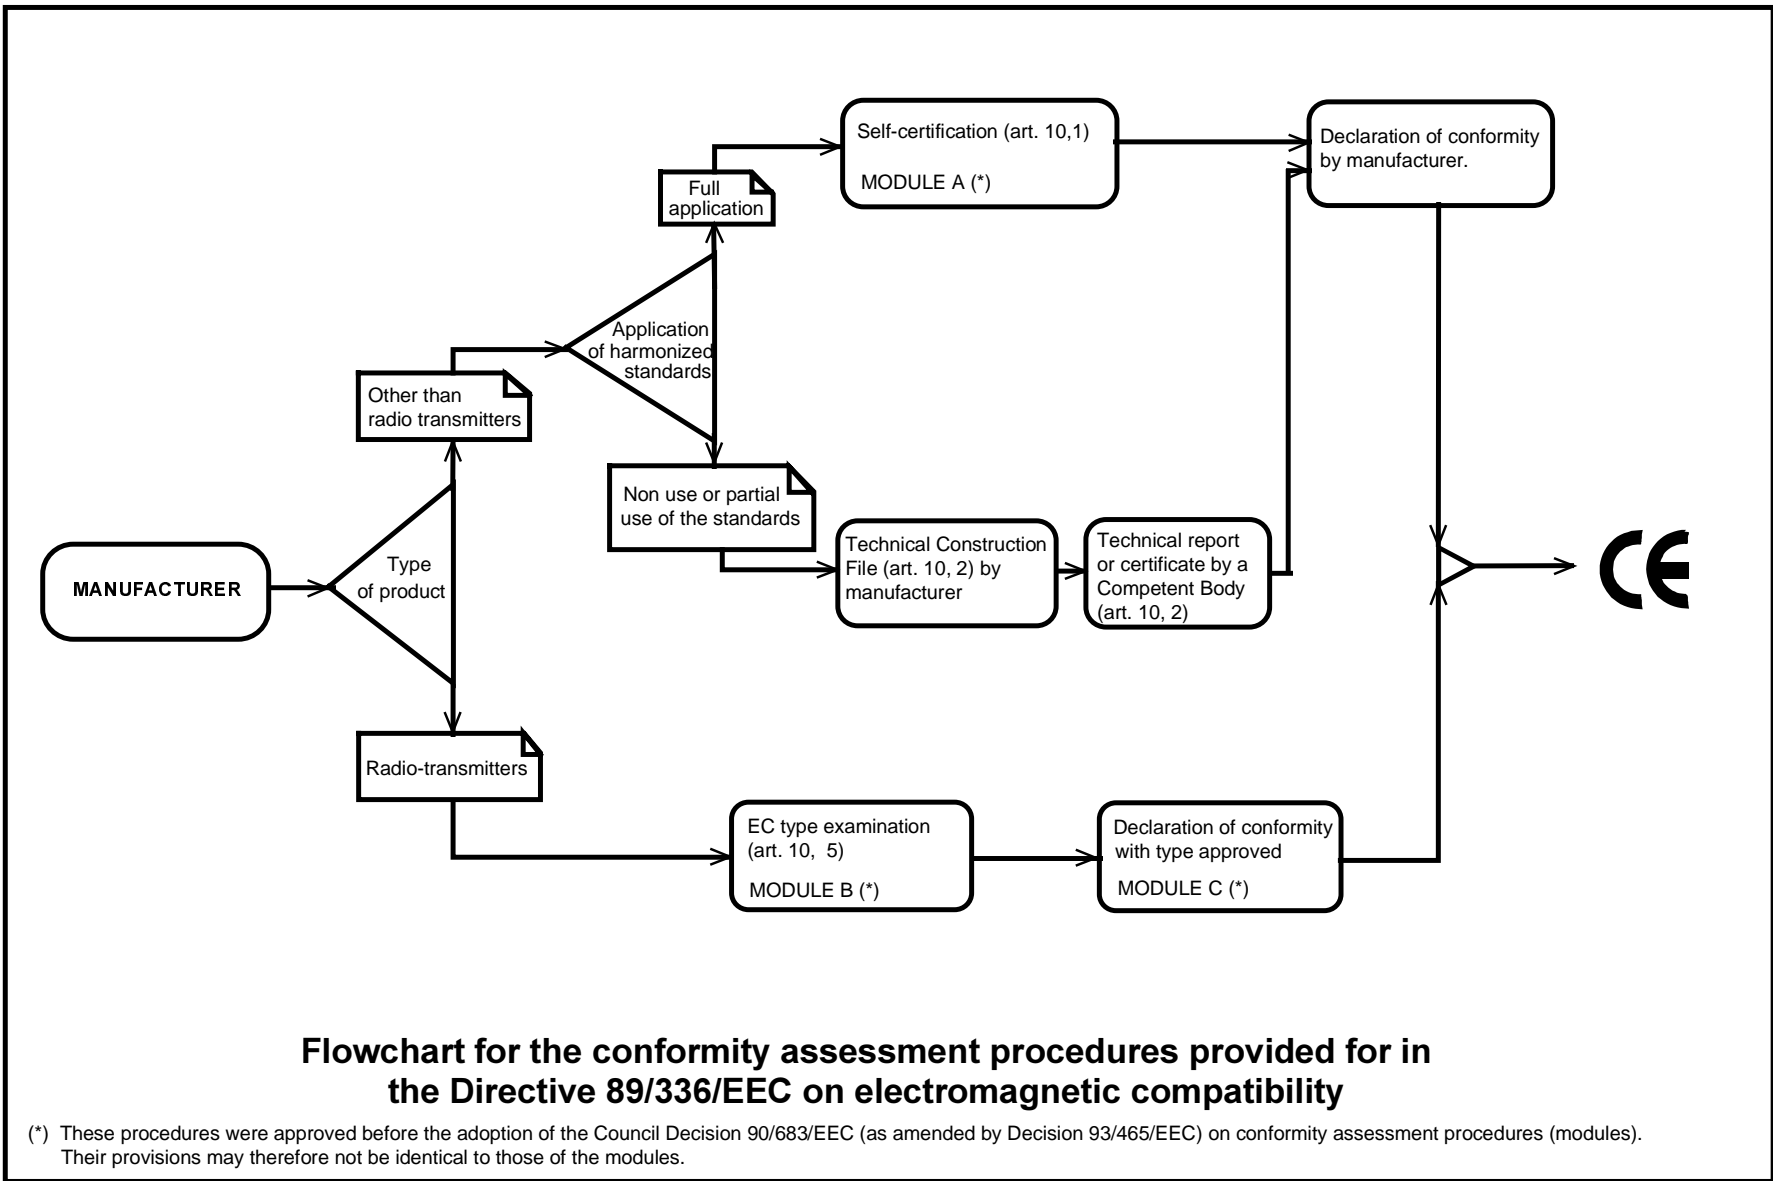 Self-certification (art. 10,1)
MODULE A (*)
Declaration of conformity
by manufacturer.
Full
application
Application
of harmonized
standards
Other than
radio transmitters
Non use or partial
use of the standards
Technical Construction
File (art. 10, 2) by
manufacturer
Technical report
or certificate by a
Competent Body
(art. 10, 2)
MANUFACTURER
Type
of product
CE
Radio-transmitters
EC type examination
(art. 10,  5)
MODULE B (*)
Declaration of conformity
with type approved
MODULE C (*)
Flowchart for the conformity assessment procedures provided for in
the Directive 89/336/EEC on electromagnetic compatibility
(*)  These procedures were approved before the adoption of the Council Decision 90/683/EEC (as amended by Decision 93/465/EEC) on conformity assessment procedures (modules).
Their provisions may therefore not be identical to those of the modules.